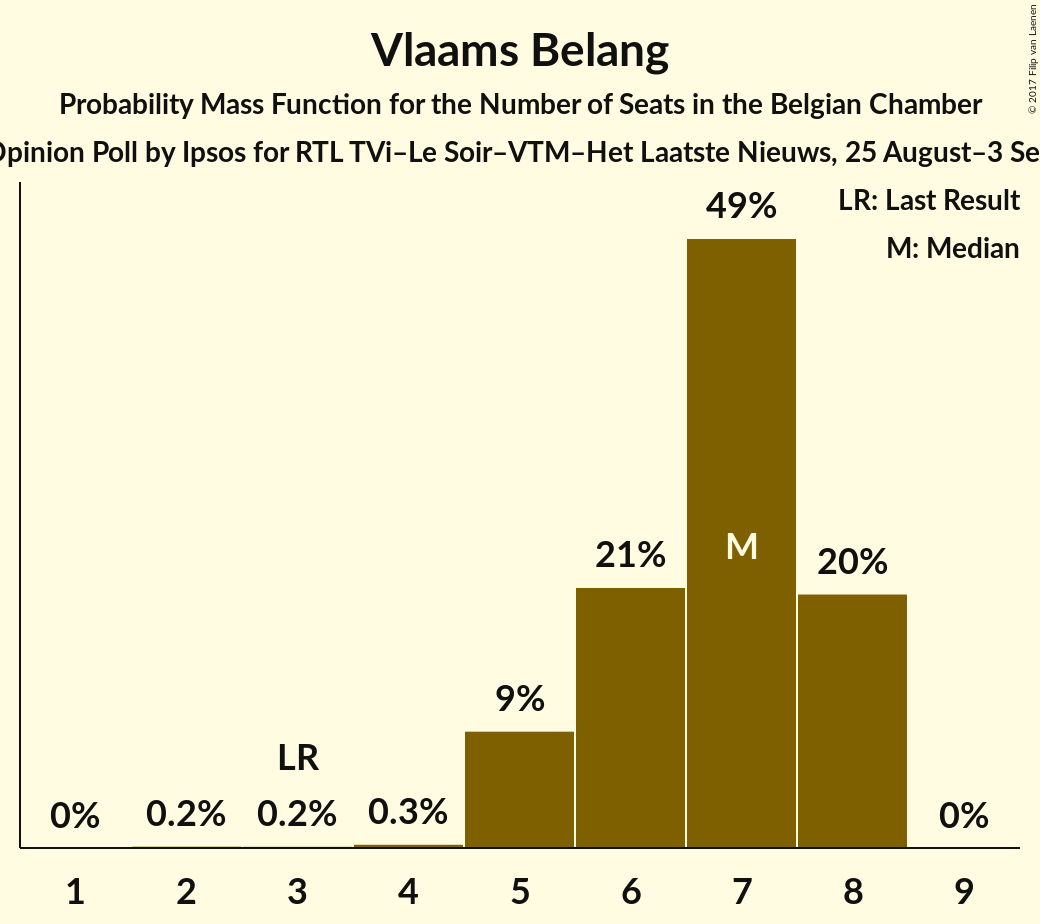 Vlaams Belang
Probability Mass Function for the Number of Seats in the Belgian Chamber
Opinion Poll by Ipsos for RTL TVi–Le Soir–VTM–Het Laatste Nieuws, 25 August–3
© 2017 Filip van Laenen
LR: Last Result
M: Median
49%
M
21%
20%
9%
LR
0%
0.2%
0.2%
0.3%
0%
1 2 3 4 5 6 7 8 9